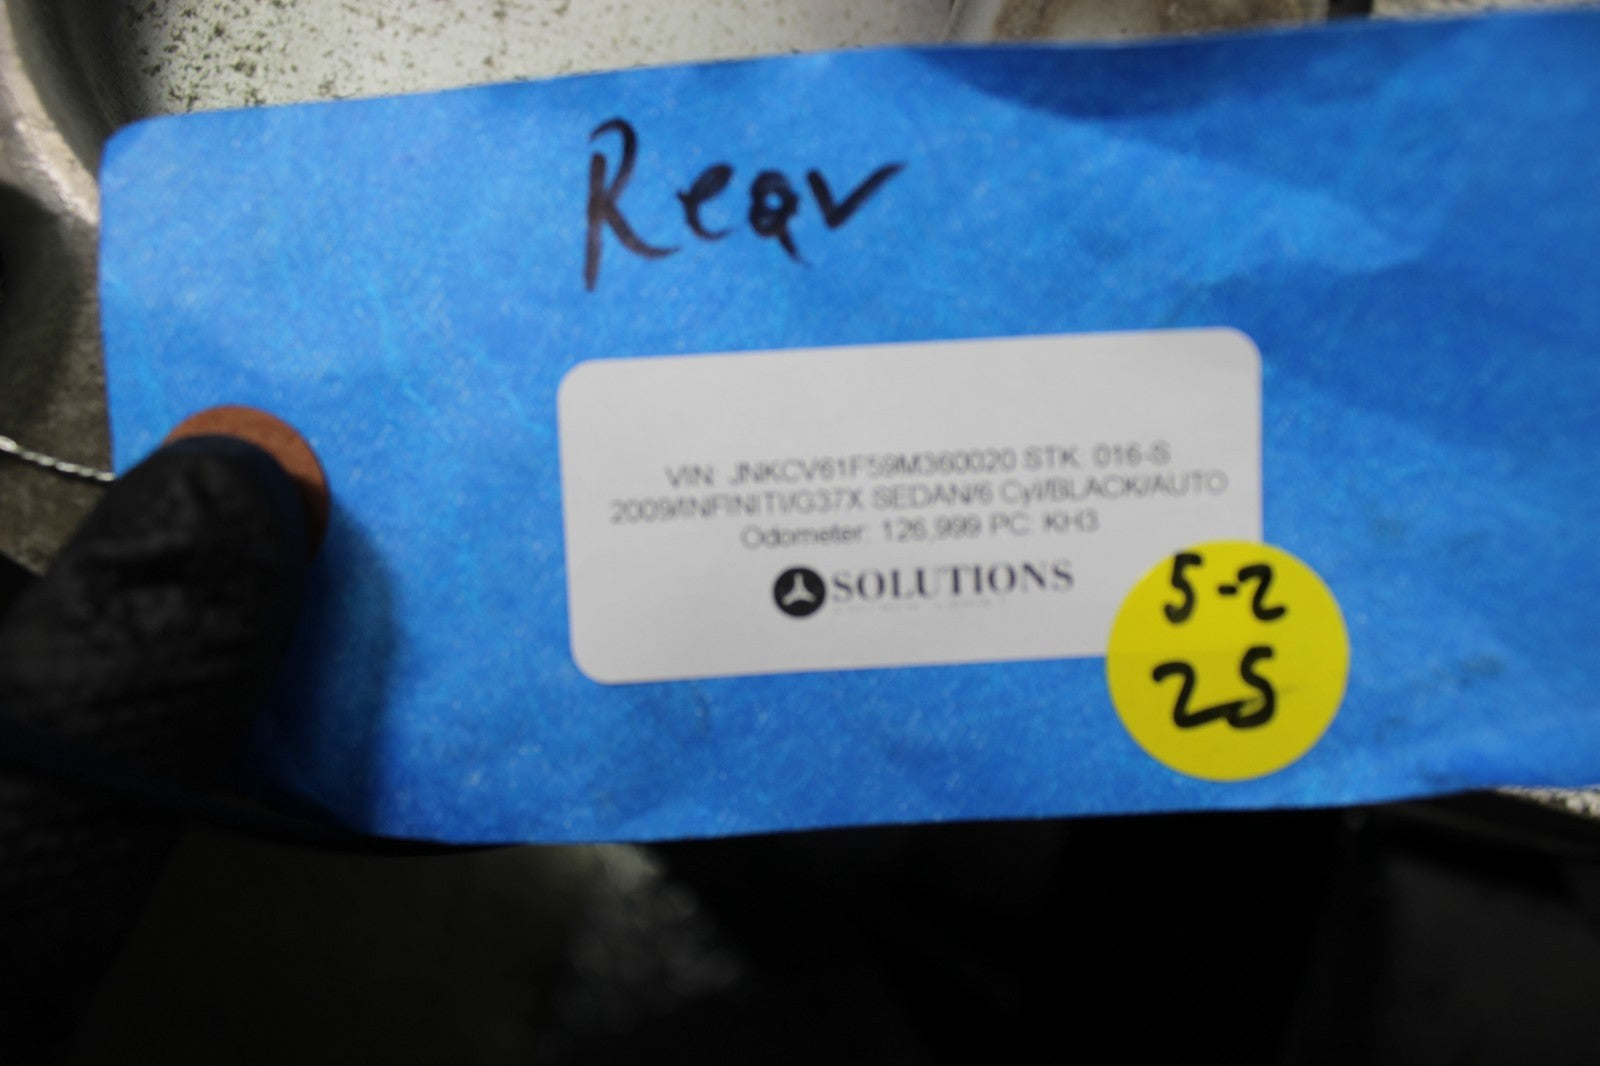 Rear
VIN: JNKCV61F59M360020 STK: 016-S
2009/INFINITI/G37X SEDAN/6 Cyl/BLACK/AUTO
Odometer: 126,999 PC: KH3
SOLUTIONS
5-2
25